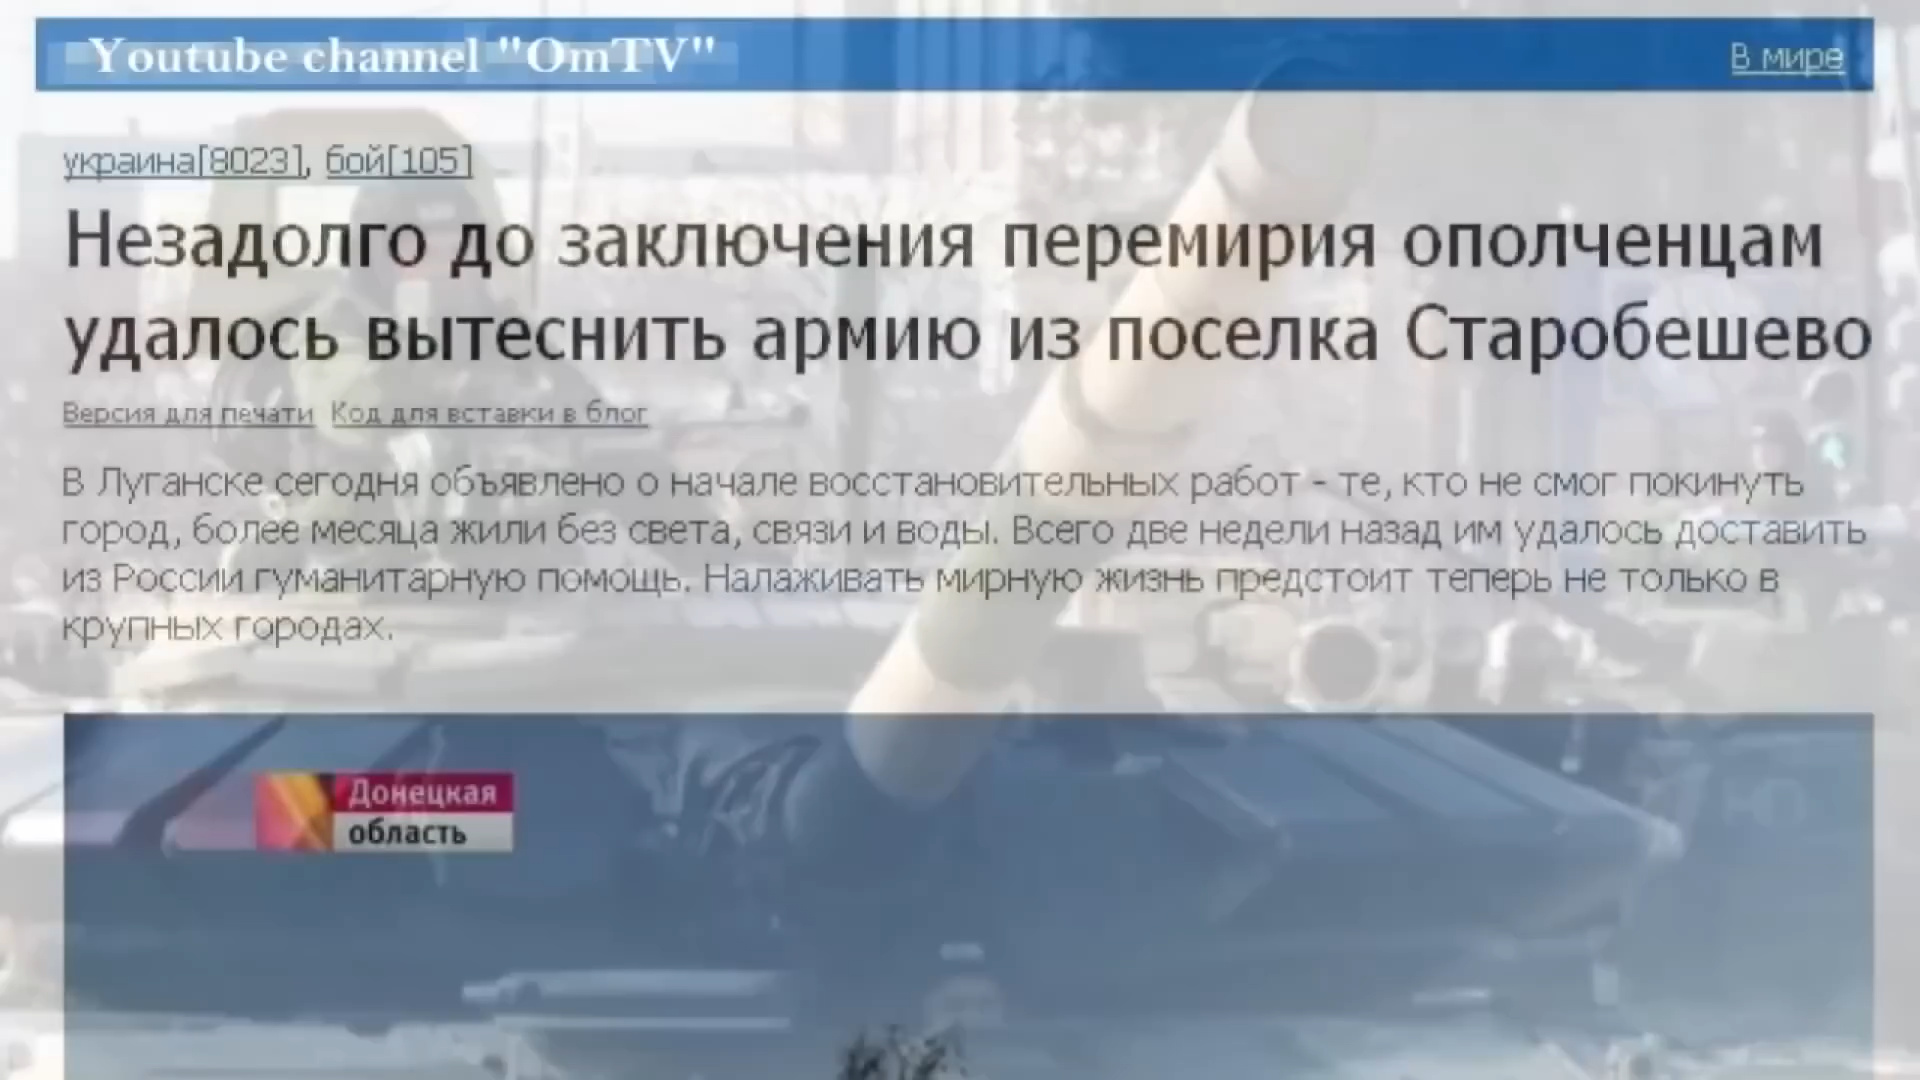 Youtube channel "OmTV"
В мире
украина[8023], бой[105]
Незадолго до заключения перемирия ополченцам
удалось вытеснить армию из поселка Старобешево
Версия для печати Код для вставки в блог
В Луганске сегодня объявлено о начале восстановительных работ - те, кто не смог покинуть
город, более месяца жили без света, связи и воды. Всего две недели назад им удалось доставить
из России гуманитарную помощь. Налаживать мирную жизнь предстоит теперь не только в
крупных городах.
Донецкая
область
HD